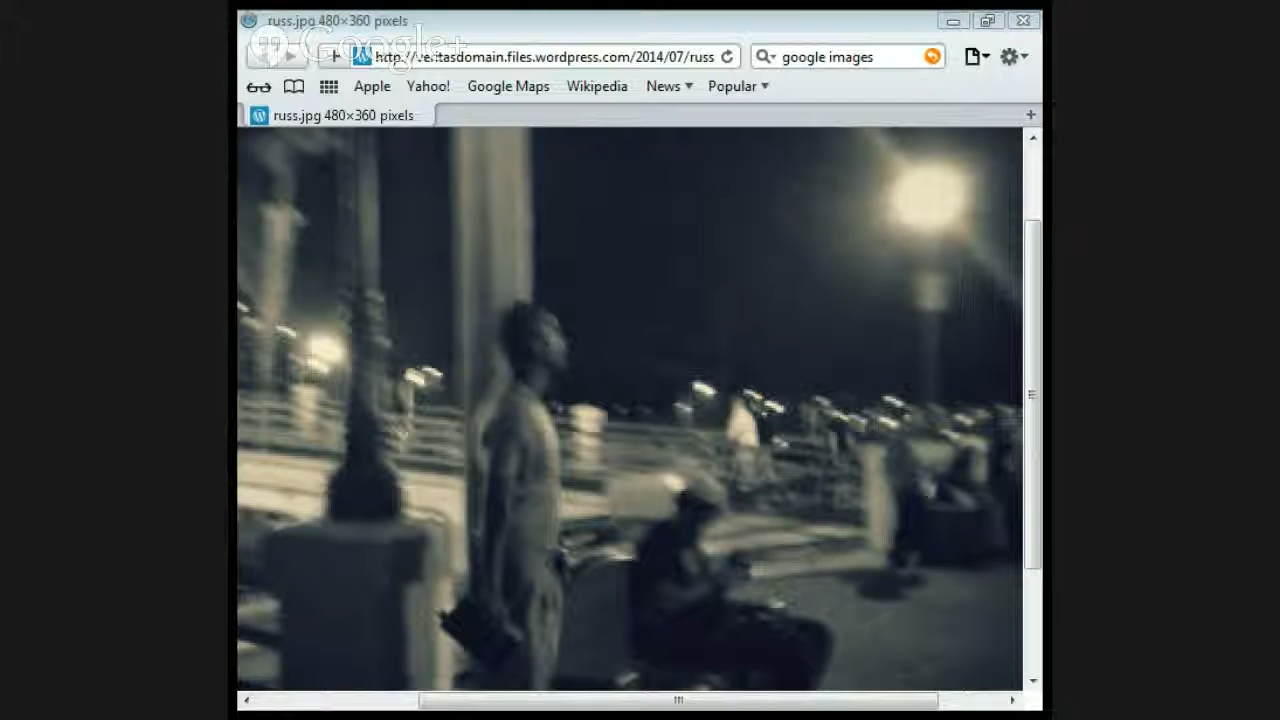 russ.jpg 480×360 pixels
Google+
http://veritasdomain.files.wordpress.com/2014/07/russ
google images
Apple Yahoo! Google Maps Wikipedia News Popular
russ.jpg 480×360 pixels